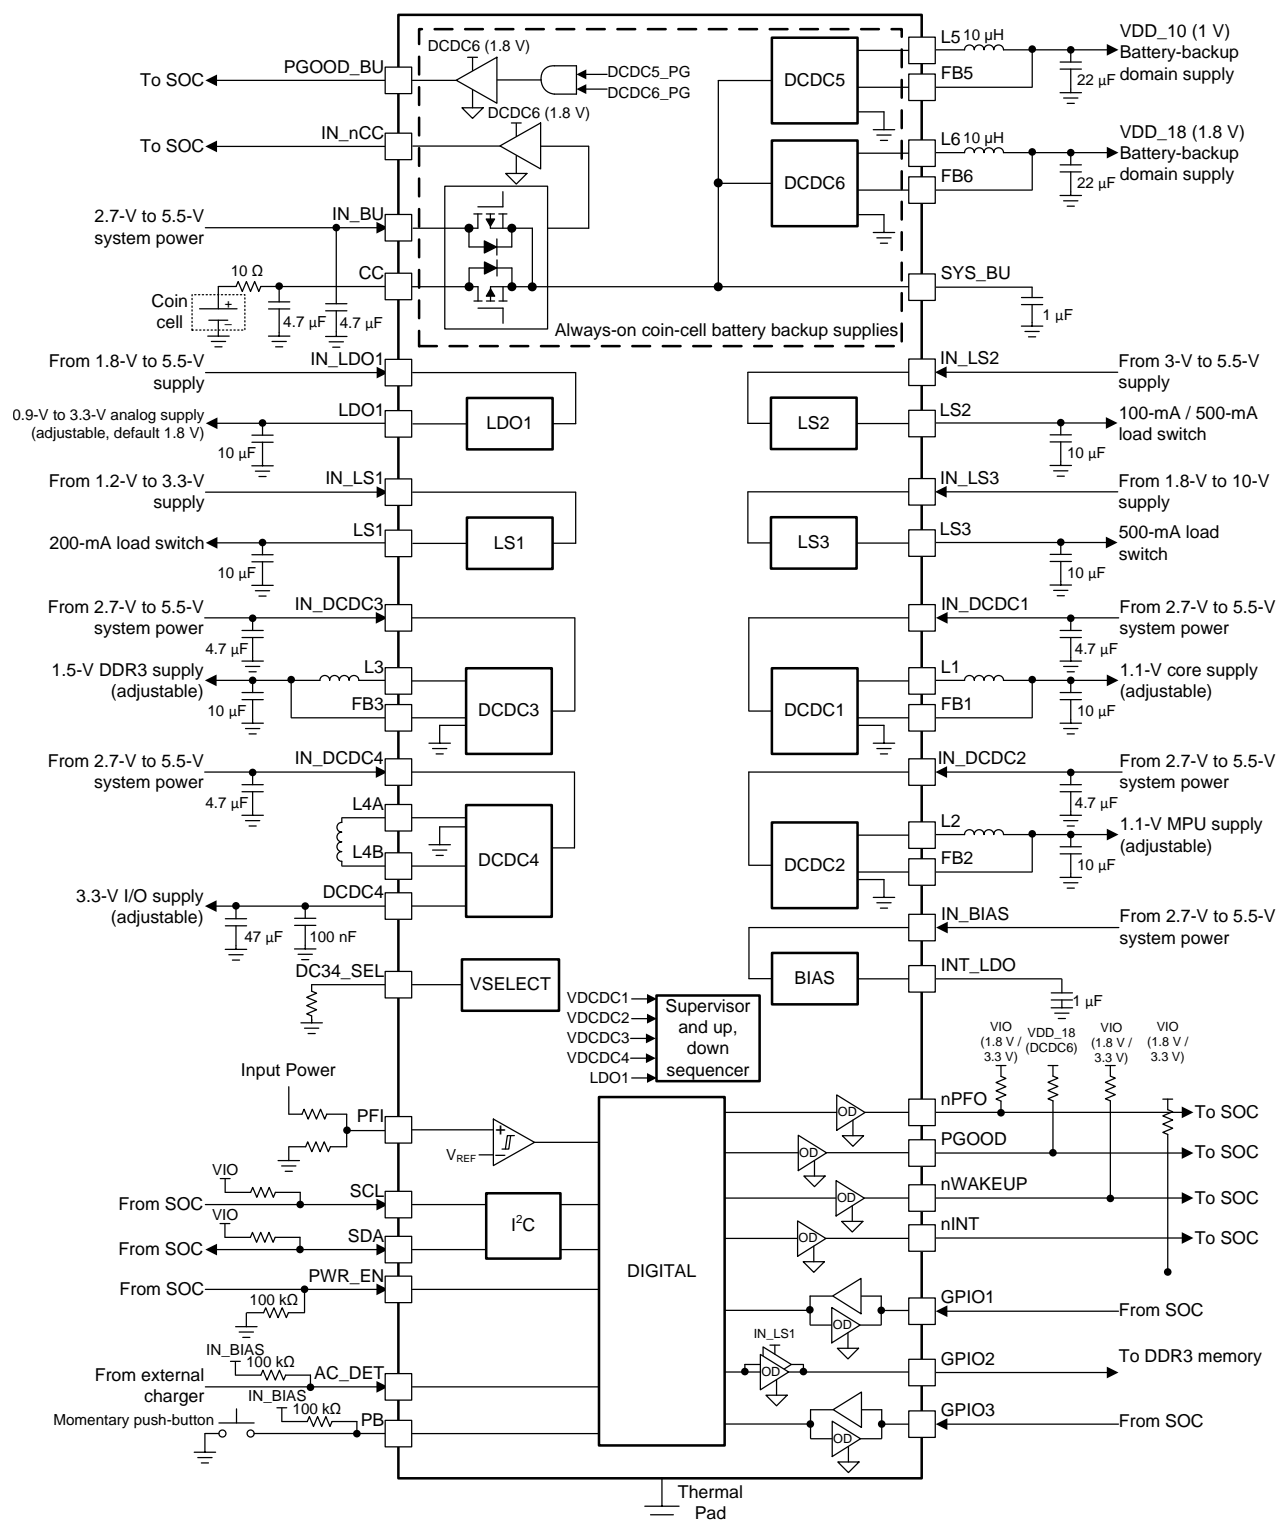 DCDC6 (1.8 V)
PGOOD_BU
To SOC
DCDC5_PG
DCDC6_PG
DCDC6 (1.8 V)
IN_nCC
To SOC
2.7-V to 5.5-V
system power
IN_BU
10 Ω
CC
Coin
cell
+
–
4.7 µF
4.7 µF
DCDC5
DCDC6
Always-on coin-cell battery backup supplies
L5
10 µH
FB5
22 µF
VDD_10 (1 V)
Battery-backup
domain supply
L6
10 µH
FB6
22 µF
VDD_18 (1.8 V)
Battery-backup
domain supply
SYS_BU
1 µF
From 1.8-V to 5.5-V
supply
IN_LDO1
0.9-V to 3.3-V analog supply
(adjustable, default 1.8 V)
LDO1
10 µF
LDO1
IN_LS2
From 3-V to 5.5-V
supply
LS2
LS2
10 µF
100-mA / 500-mA
load switch
From 1.2-V to 3.3-V
supply
IN_LS1
200-mA load switch
LS1
10 µF
LS1
IN_LS3
From 1.8-V to 10-V
supply
LS3
LS3
10 µF
500-mA load
switch
From 2.7-V to 5.5-V
system power
IN_DCDC3
4.7 µF
1.5-V DDR3 supply
(adjustable)
L3
10 µF
FB3
DCDC3
IN_DCDC1
From 2.7-V to 5.5-V
system power
4.7 µF
DCDC1
L1
FB1
10 µF
1.1-V core supply
(adjustable)
From 2.7-V to 5.5-V
system power
IN_DCDC4
4.7 µF
L4A
L4B
DCDC4
3.3-V I/O supply
(adjustable)
DCDC4
47 µF
100 nF
IN_DCDC2
From 2.7-V to 5.5-V
system power
4.7 µF
DCDC2
L2
FB2
10 µF
1.1-V MPU supply
(adjustable)
IN_BIAS
From 2.7-V to 5.5-V
system power
BIAS
INT_LDO
1 µF
DC34_SEL
VSELECT
VDCDC1
VDCDC2
VDCDC3
VDCDC4
LDO1
Supervisor
and up,
down
sequencer
VIO
(1.8 V /
3.3 V)
VDD_18
(DCDC6)
VIO
(1.8 V /
3.3 V)
VIO
(1.8 V /
3.3 V)
Input Power
PFI
+
–
VREF
VIO
From SOC
SCL
VIO
From SOC
SDA
I2C
From SOC
PWR_EN
100 kΩ
IN_BIAS
100 kΩ
From external
charger
AC_DET
IN_BIAS
100 kΩ
Momentary push-button
PB
DIGITAL
OD
nPFO
To SOC
OD
PGOOD
To SOC
OD
nWAKEUP
To SOC
OD
nINT
To SOC
OD
GPIO1
From SOC
IN_LS1
OD
GPIO2
To DDR3 memory
OD
GPIO3
From SOC
Thermal
Pad